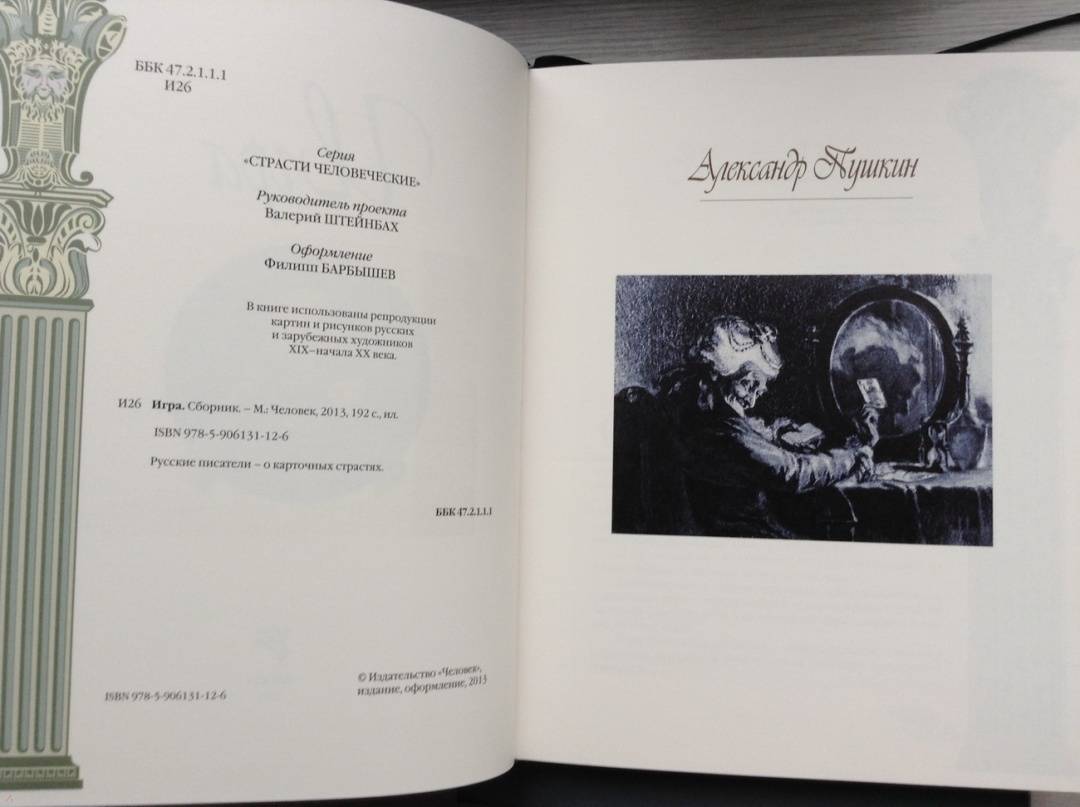 ББК 47.2.1.1.1
И26
Серия
«СТРАСТИ ЧЕЛОВЕЧЕСКИЕ»
Руководитель проекта
Валерий ШТЕЙНБАХ
Оформление
Филипп БАРБЫШЕВ
В книге использованы репродукции
картин и рисунков русских
и зарубежных художников
XIX–начала XX века.
И26 Игра. Сборник. – М.: Человек, 2013, 192 с., ил.
ISBN 978-5-906131-12-6
Русские писатели – о карточных страстях.
ББК 47.2.1.1.1
ISBN 978-5-906131-12-6
© Издательство «Человек»,
издание, оформление, 2013
Александр Пушкин